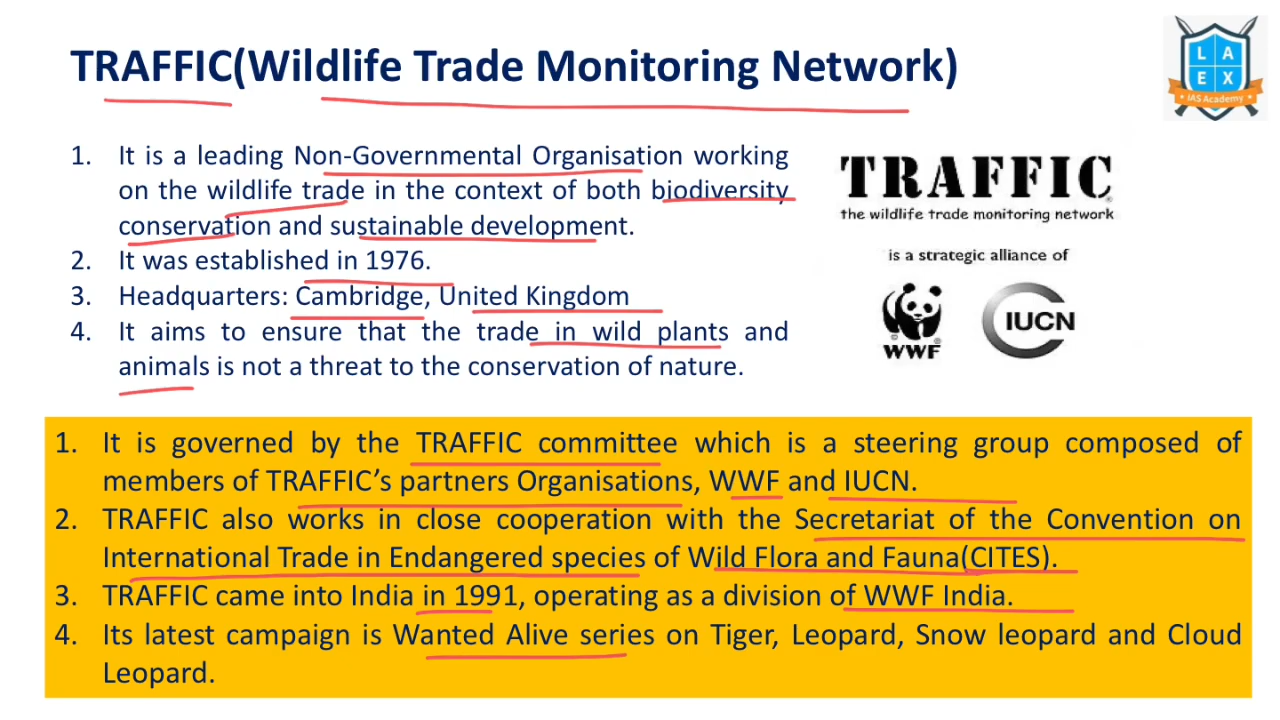 TRAFFIC(Wildlife Trade Monitoring Network)
L A
E X
IAS Academy
1. It is a leading Non-Governmental Organisation working
on the wildlife trade in the context of both biodiversity
conservation and sustainable development.
2. It was established in 1976.
3. Headquarters: Cambridge, United Kingdom
4. It aims to ensure that the trade in wild plants and
animals is not a threat to the conservation of nature.
TRAFFIC®
the wildlife trade monitoring network
is a strategic alliance of
WWF
IUCN
1. It is governed by the TRAFFIC committee which is a steering group composed of
members of TRAFFIC’s partners Organisations, WWF and IUCN.
2. TRAFFIC also works in close cooperation with the Secretariat of the Convention on
International Trade in Endangered species of Wild Flora and Fauna(CITES).
3. TRAFFIC came into India in 1991, operating as a division of WWF India.
4. Its latest campaign is Wanted Alive series on Tiger, Leopard, Snow leopard and Cloud
Leopard.